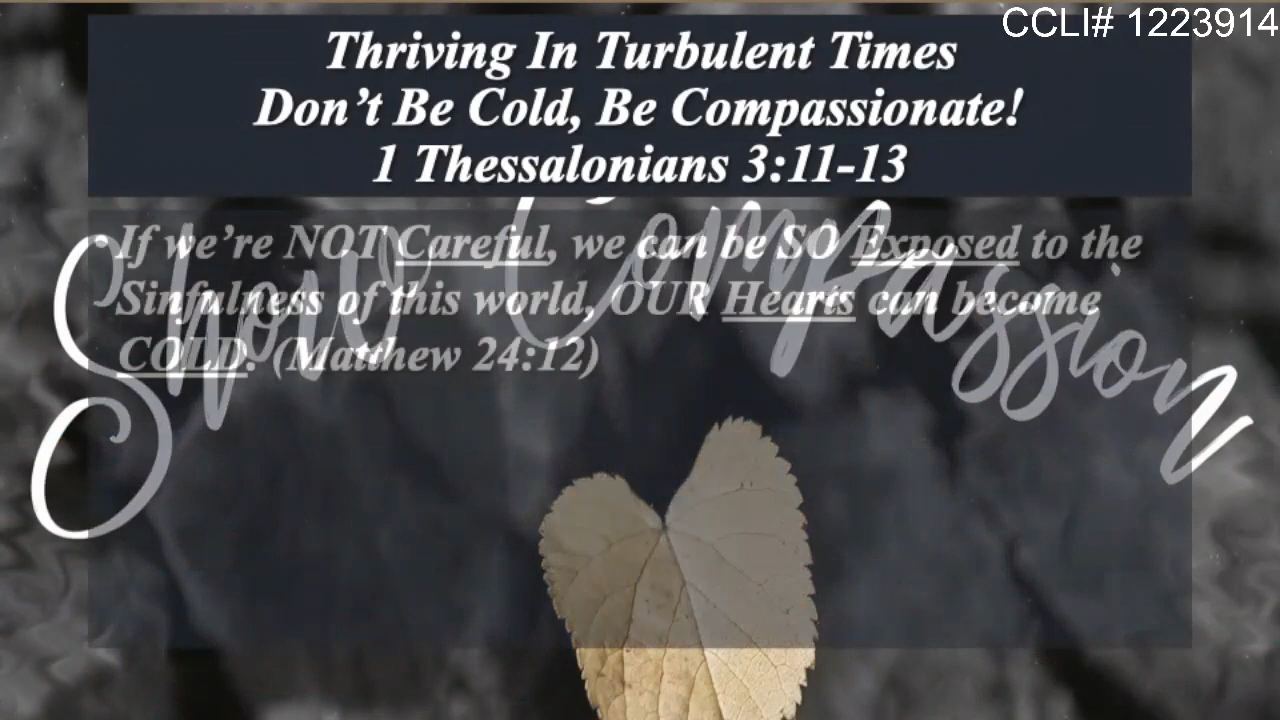 CCLI# 1223914
Thriving In Turbulent Times
Don’t Be Cold, Be Compassionate!
1 Thessalonians 3:11-13
If we’re NOT Careful, we can be SO Exposed to the
Sinfulness of this world, OUR Hearts can become
COLD. (Matthew 24:12)
Show Compassion